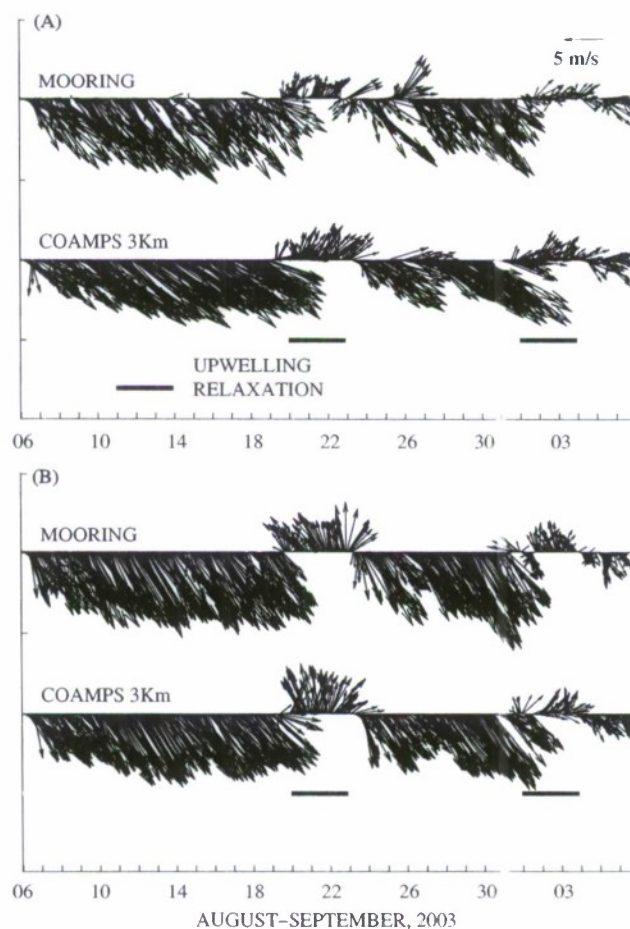 (A)
5 m/s
MOORING
COAMPS 3Km
UPWELLING
RELAXATION
06 10 14 18 22 26 30 03
(B)
MOORING
COAMPS 3Km
06 10 14 18 22 26 30 03
AUGUST–SEPTEMBER, 2003